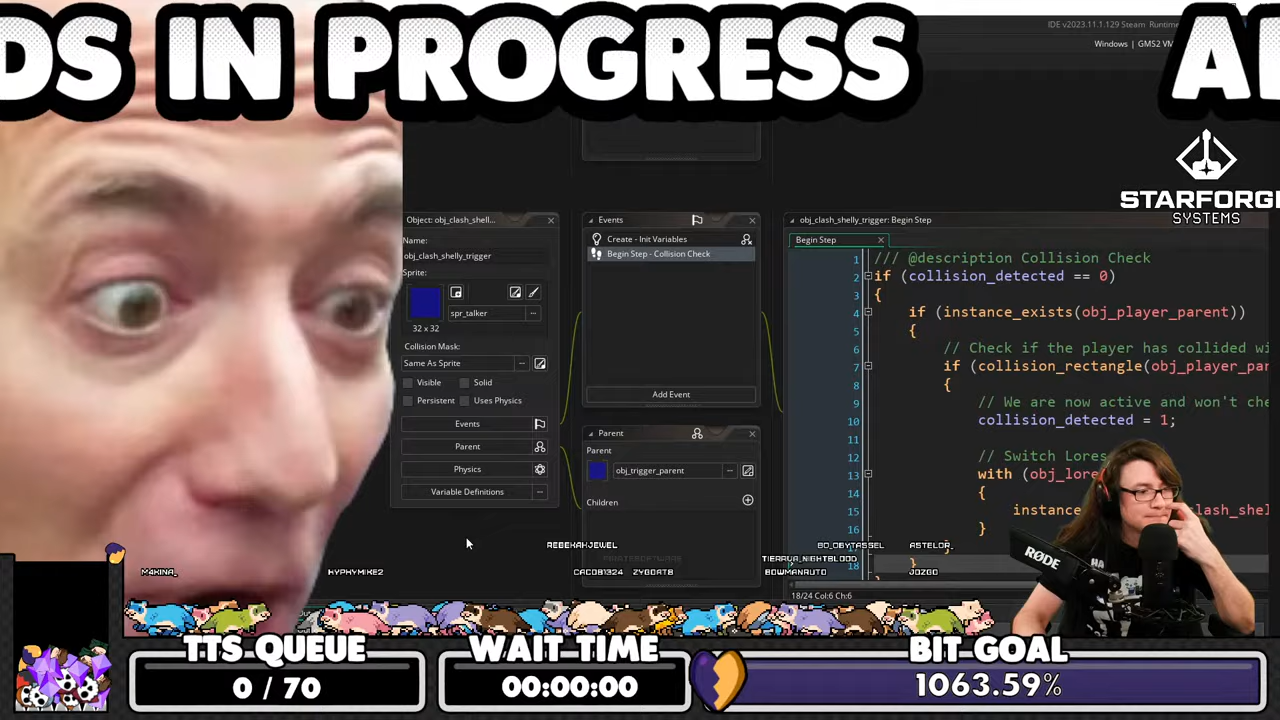 IDE v2023.11.1.129 Steam Runtime
DS IN PROGRESS
Windows | GMS2 VM
STARFORGE
SYSTEMS
Object: obj_clash_shell...
Name:
obj_clash_shelly_trigger
Sprite:
spr_talker
32 x 32
Collision Mask:
Same As Sprite
Visible
Solid
Persistent
Uses Physics
Events
Parent
Physics
Variable Definitions
Events
Create - Init Variables
Begin Step - Collision Check
Add Event
Parent
Parent
obj_trigger_parent
Children
obj_clash_shelly_trigger: Begin Step
Begin Step
1 /// @description Collision Check
2 if (collision_detected == 0)
3 {
4 if (instance_exists(obj_player_parent))
5 {
6 // Check if the player has collided wi
7 if (collision_rectangle(obj_player_par
8 {
9 // We are now active and won't che
10 collision_detected = 1;
11
12 // Switch Lores
13 with (obj_lore
14 {
15 instance
16 }
18 }
18/24 Col:6 Ch:6
RØDE
HA
M4KINA_
HYPHYMIKE2
REBEKAHJEWEL
CACOB1324
ZYGOATB
TIERAVA_NIGHTBLOOD
BOWMANAUTO
BO_OBYTASSEL
ASTELOR_
JOZGO
TTS QUEUE
0 / 70
WAIT TIME
00:00:00
BIT GOAL
1063.59%